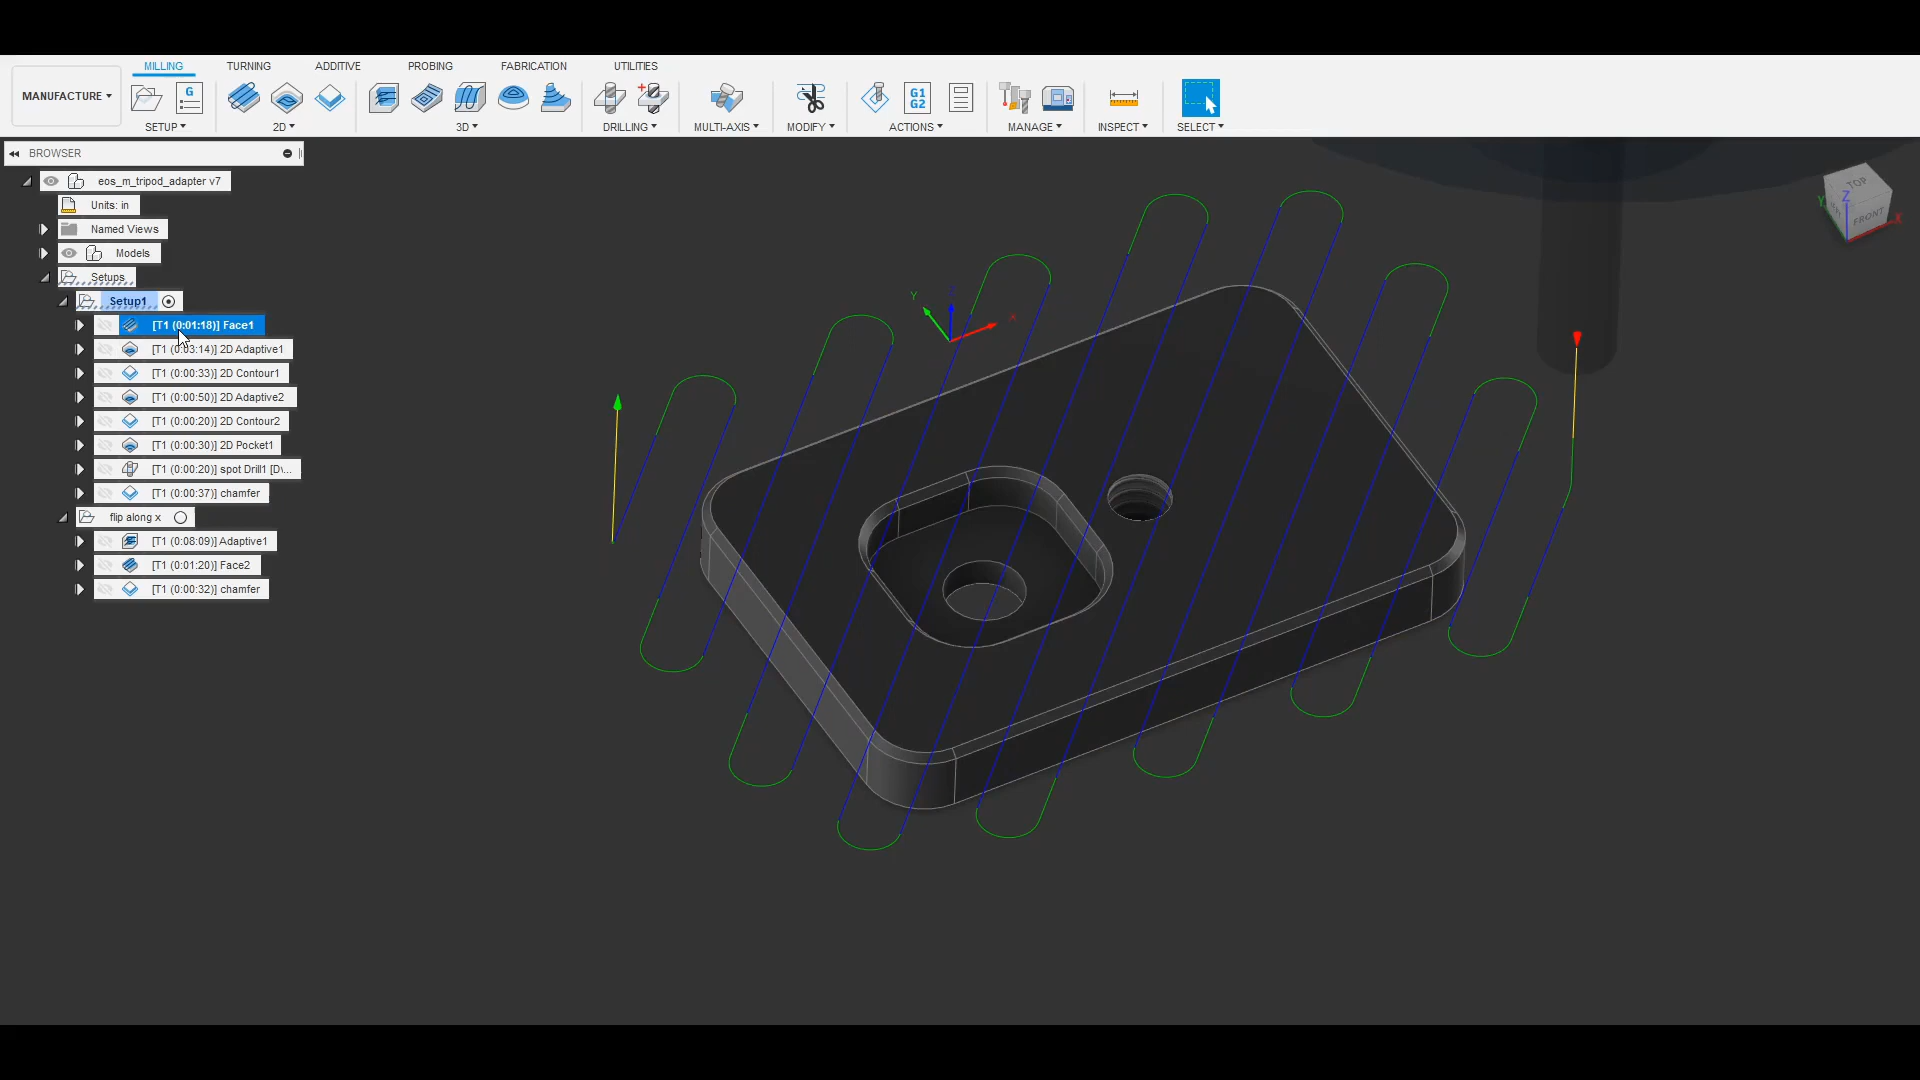 MILLING TURNING ADDITIVE PROBING FABRICATION UTILITIES
MANUFACTURE
G
G1
G2
SETUP 2D 3D DRILLING MULTI-AXIS MODIFY ACTIONS MANAGE INSPECT SELECT
BROWSER
eos_m_tripod_adapter v7
Units: in
Named Views
Models
Setups
Setup1
[T1 (0:01:18)] Face1
[T1 (0:03:14)] 2D Adaptive1
[T1 (0:00:33)] 2D Contour1
[T1 (0:00:50)] 2D Adaptive2
[T1 (0:00:20)] 2D Contour2
[T1 (0:00:30)] 2D Pocket1
[T1 (0:00:20)] spot Drill1 [D\...
[T1 (0:00:37)] chamfer
flip along x
[T1 (0:08:09)] Adaptive1
[T1 (0:01:20)] Face2
[T1 (0:00:32)] chamfer
Y
X
TOP
Z
Y
FRONT
X